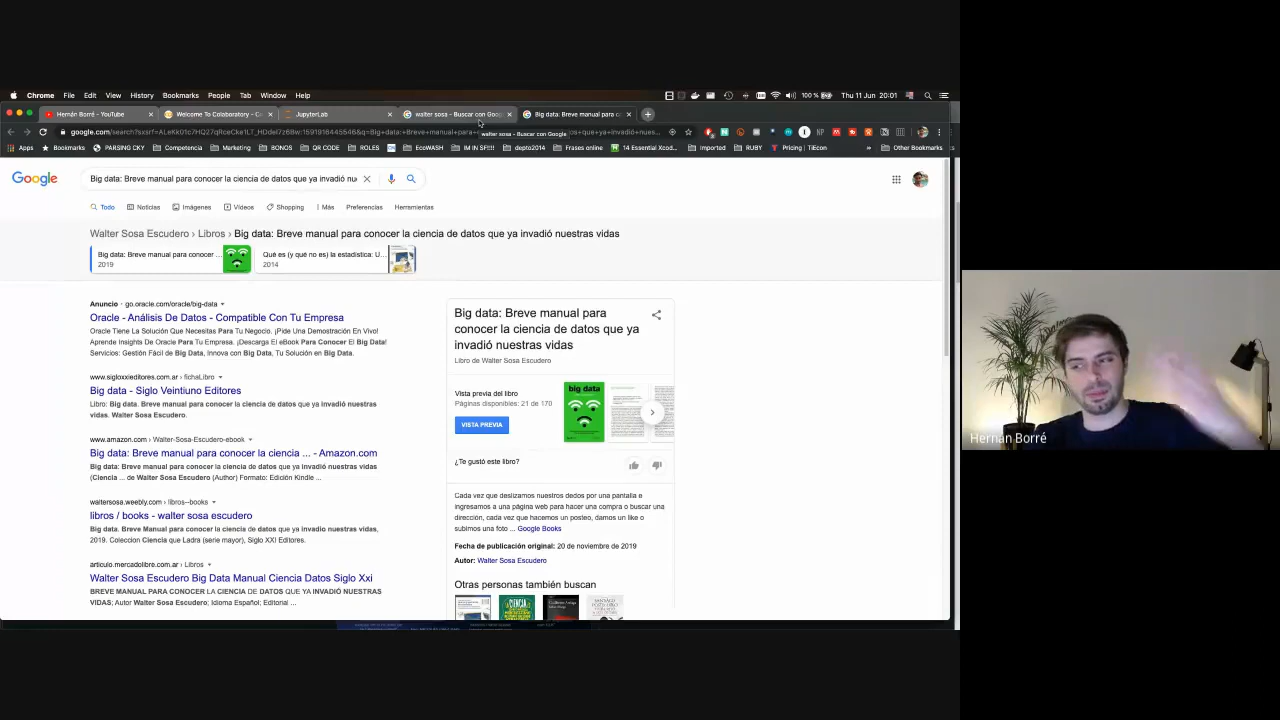 Chrome File Edit View History Bookmarks People Tab Window Help
100 % Thu 11 Jun 20:01
Hernán Borré - YouTube
Welcome To Colaboratory - C
JupyterLab
walter sosa - Buscar con Goog
Big data: Breve manual para c
walter sosa - Buscar con Google
Apps Bookmarks PARSING CKY Competencia Marketing BONOS QR CODE ROLES EcoWASH IM IN SF!!!! depto2014 Frases online 14 Essential Xcod... Importar RUBY Pricing | TiEcon » Other Bookmarks
Google
Big data: Breve manual para conocer la ciencia de datos que ya invadió nu
Todo Noticias Imágenes Vídeos Shopping Más Preferencias Herramientas
Walter Sosa Escudero › Libros › Big data: Breve manual para conocer la ciencia de datos que ya invadió nuestras vidas
Big data: Breve manual para conocer ...
2019
Qué es (y qué no es) la estadística: U...
2014
Anuncio · go.oracle.com/oracle/big-data
Oracle - Análisis De Datos - Compatible Con Tu Empresa
Oracle Tiene La Solución Que Necesitas Para Tu Negocio. ¡Pide Una Demostración En Vivo!
Aprende Insights De Oracle Para Tu Empresa. ¡Descarga El eBook Para Conocer El Big Data!
Servicios: Gestión Fácil de Big Data, Innova con Big Data, Tu Solución en Big Data.
www.sigloxxieditores.com.ar › fichaLibro
Big data - Siglo Veintiuno Editores
Libro: Big data. Breve manual para conocer la ciencia de datos que ya invadió nuestras
vidas. Walter Sosa Escudero.
www.amazon.com › Walter-Sosa-Escudero-ebook
Big data: Breve manual para conocer la ciencia ... - Amazon.com
Big data: Breve manual para conocer la ciencia de datos que ya invadió nuestras vidas
(Ciencia ... de Walter Sosa Escudero (Author) Formato: Edición Kindle ...
waltersosa.weebly.com › libros--books
libros / books - walter sosa escudero
Big data. Breve Manual para conocer la ciencia de datos que ya invadio nuestras vidas,
2019. Coleccion Ciencia que Ladra (serie mayor), Siglo XXI Editores.
articulo.mercadolibre.com.ar › Libros
Walter Sosa Escudero Big Data Manual Ciencia Datos Siglo Xxi
BREVE MANUAL PARA CONOCER LA CIENCIA DE DATOS QUE YA INVADIÓ NUESTRAS
VIDAS; Autor Walter Sosa Escudero; Idioma Español; Editorial ...
Big data: Breve manual para
conocer la ciencia de datos que ya
invadió nuestras vidas
Libro de Walter Sosa Escudero
Vista previa del libro
Páginas disponibles: 21 de 170
VISTA PREVIA
big data
¿Te gustó este libro?
Cada vez que deslizamos nuestros dedos por una pantalla e
ingresamos a una página web para hacer una compra o buscar una
dirección, cada vez que hacemos un posteo, damos un like o
subimos una foto ... Google Books
Fecha de publicación original: 20 de noviembre de 2019
Autor: Walter Sosa Escudero
Otras personas también buscan
Hernan Borré